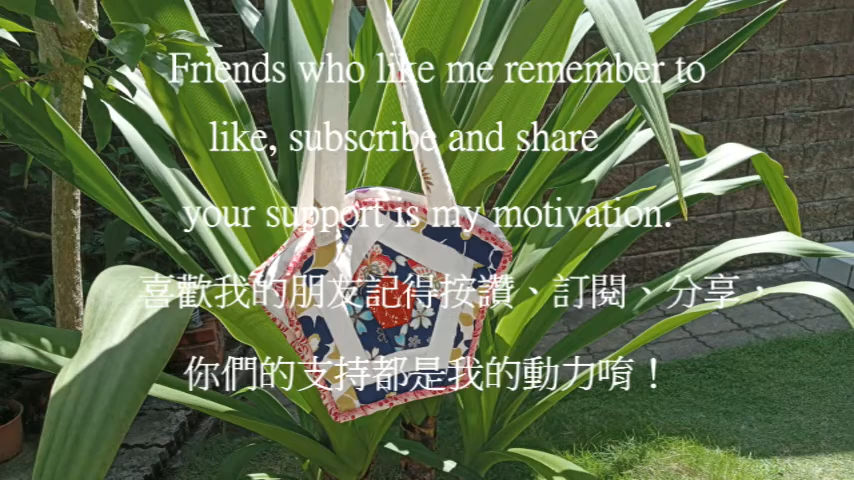 Friends who like me remember to
like, subscribe and share
your support is my motivation.
喜歡我的朋友記得按讚、訂閱、分享，
你們的支持都是我的動力唷！